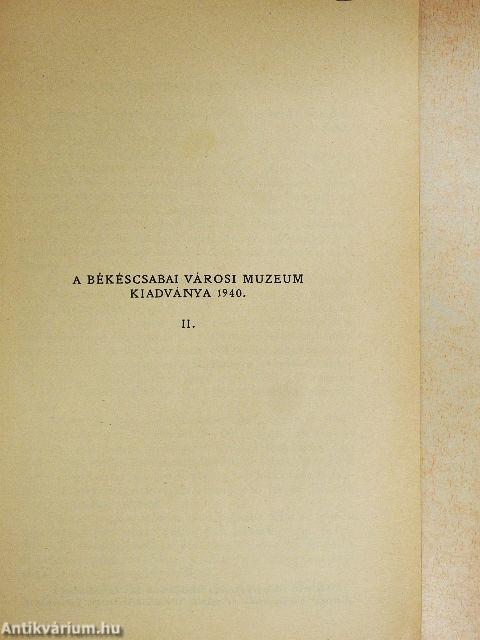 A BÉKÉSCSABAI VÁROSI MUZEUM
KIADVÁNYA 1940.
II.
Antikvárium.hu